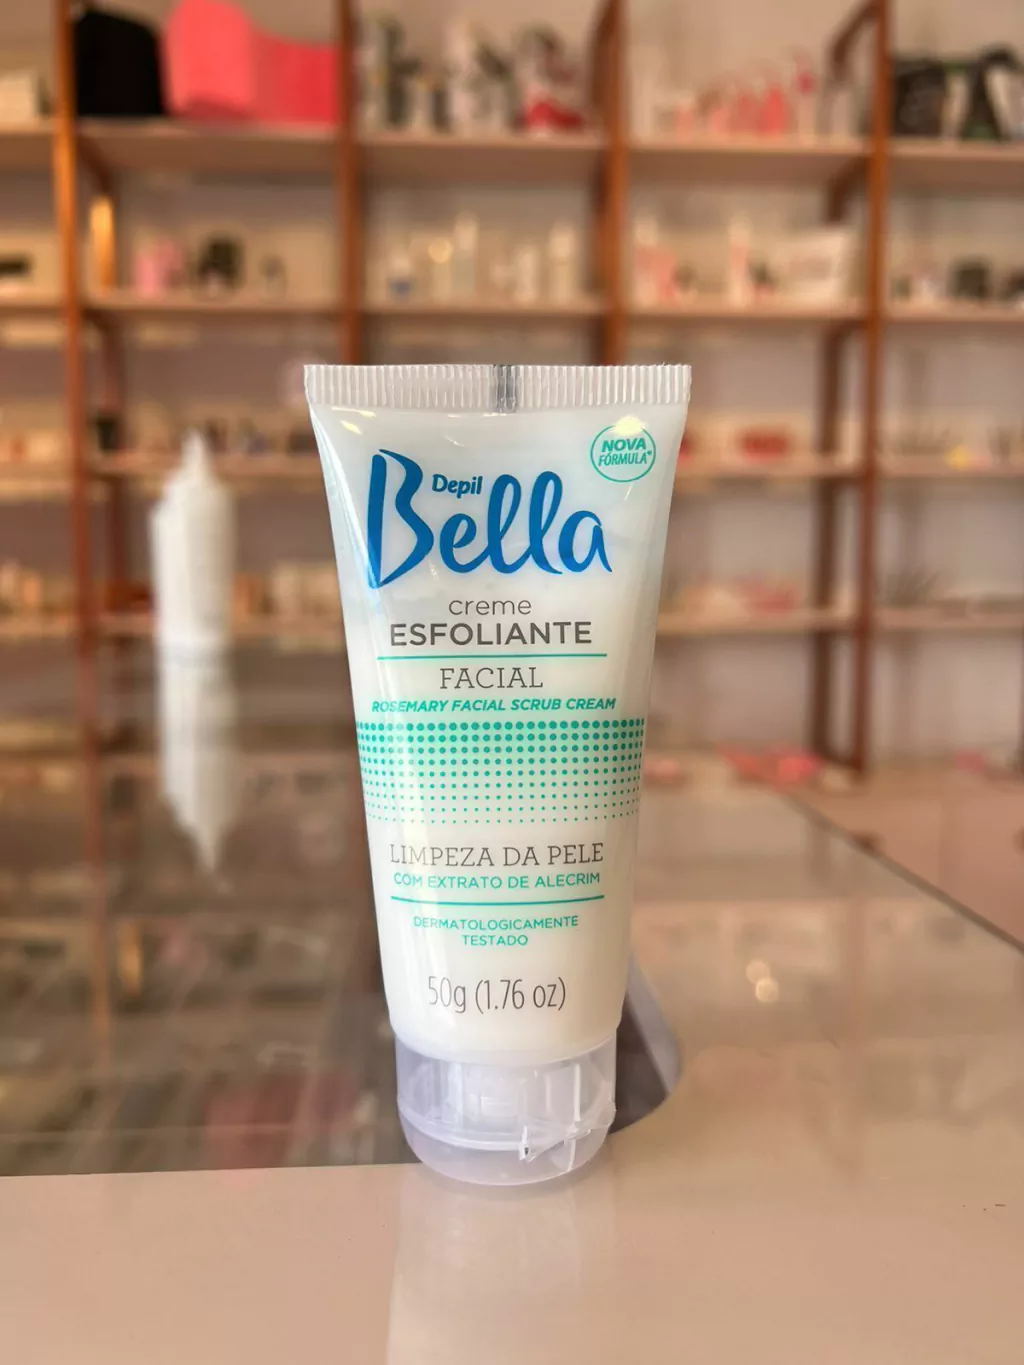 NOVA
FÓRMULA*
Depil
Bella
creme
ESFOLIANTE
FACIAL
ROSEMARY FACIAL SCRUB CREAM
LIMPEZA DA PELE
COM EXTRATO DE ALECRIM
DERMATOLOGICAMENTE
TESTADO
50g (1.76 oz)